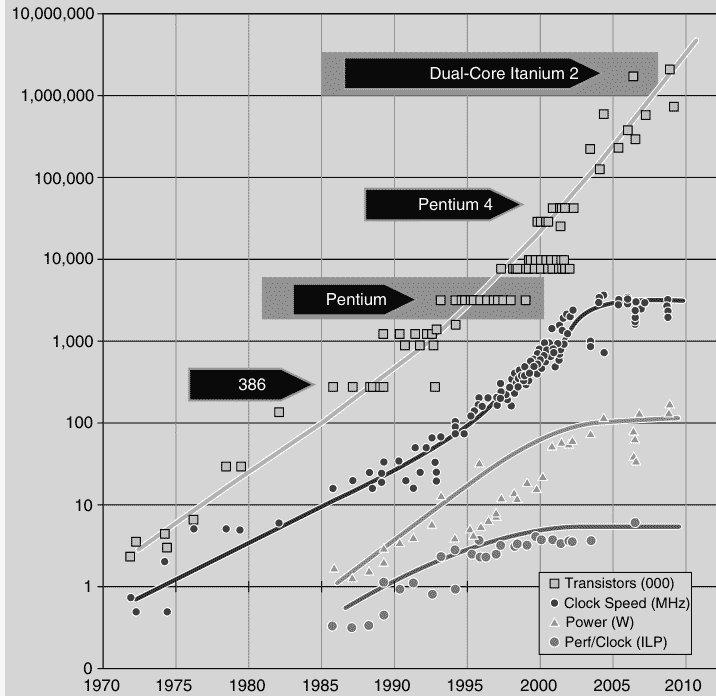 10,000,000
Dual-Core Itanium 2
1,000,000
100,000
Pentium 4
10,000
Pentium
1,000
386
100
10
1
Transistors (000)
Clock Speed (MHz)
Power (W)
Perf/Clock (ILP)
0
1970 1975 1980 1985 1990 1995 2000 2005 2010